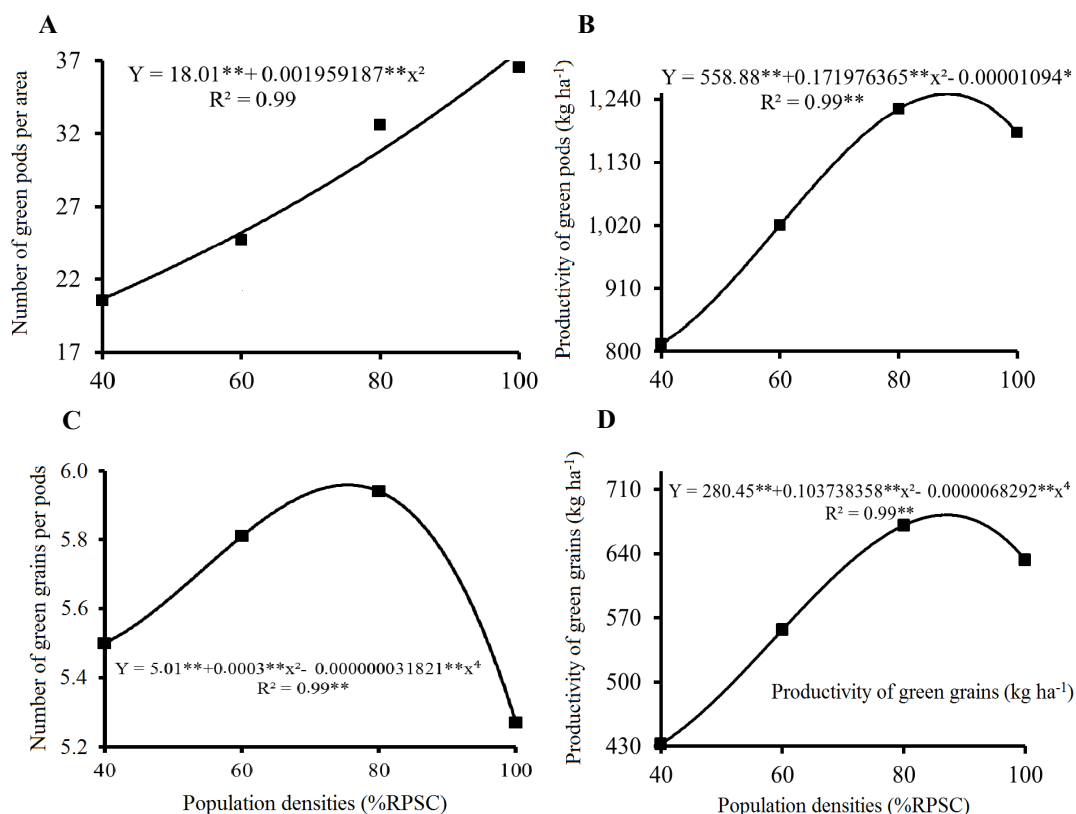 A
Y = 18.01**+ 0.001959187**x²
R² = 0.99
Number of green pods per area
37
32
27
22
17
40 60 80 100
B
Y = 558.88**+0.171976365**x²- 0.00001094*
R² = 0.99**
Productivity of green pods (kg ha⁻¹)
1,240
1,130
1,020
910
800
40 60 80 100
C
Number of green grains per pods
6.0
5.8
5.6
5.4
5.2
Y = 5.01**+0.0003**x²- 0.000000031821**x⁴
R² = 0.99**
40 60 80 100
Population densities (%RPSC)
D
Y = 280.45**+0.103738358**x²- 0.0000068292**x⁴
R² = 0.99**
Productivity of green grains (kg ha⁻¹)
710
640
570
500
430
Productivity of green grains (kg ha⁻¹)
40 60 80 100
Population densities (%RPSC)